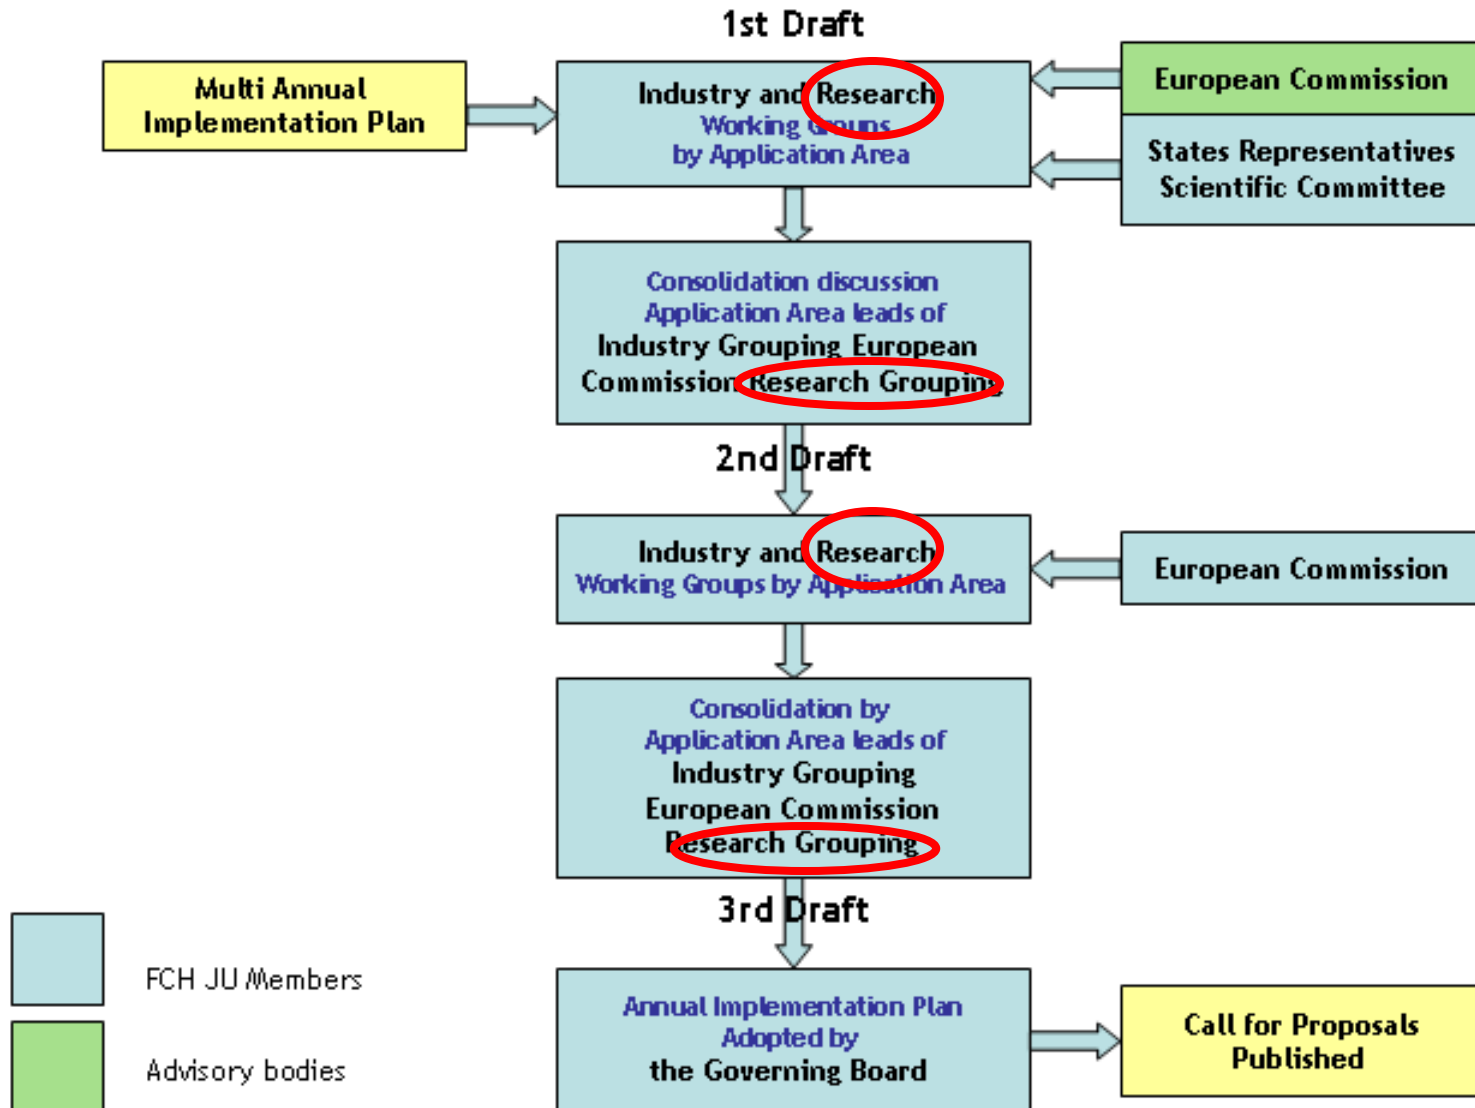 1st Draft
Multi Annual
Implementation Plan
Industry and Research
Working Groups
by Application Area
European Commission
States Representatives
Scientific Committee
Consolidation discussion
Application Area leads of
Industry Grouping European
Commission Research Grouping
2nd Draft
Industry and Research
Working Groups by Application Area
European Commission
Consolidation by
Application Area leads of
Industry Grouping
European Commission
Research Grouping
3rd Draft
FCH JU Members
Advisory bodies
Annual Implementation Plan
Adopted by
the Governing Board
Call for Proposals
Published